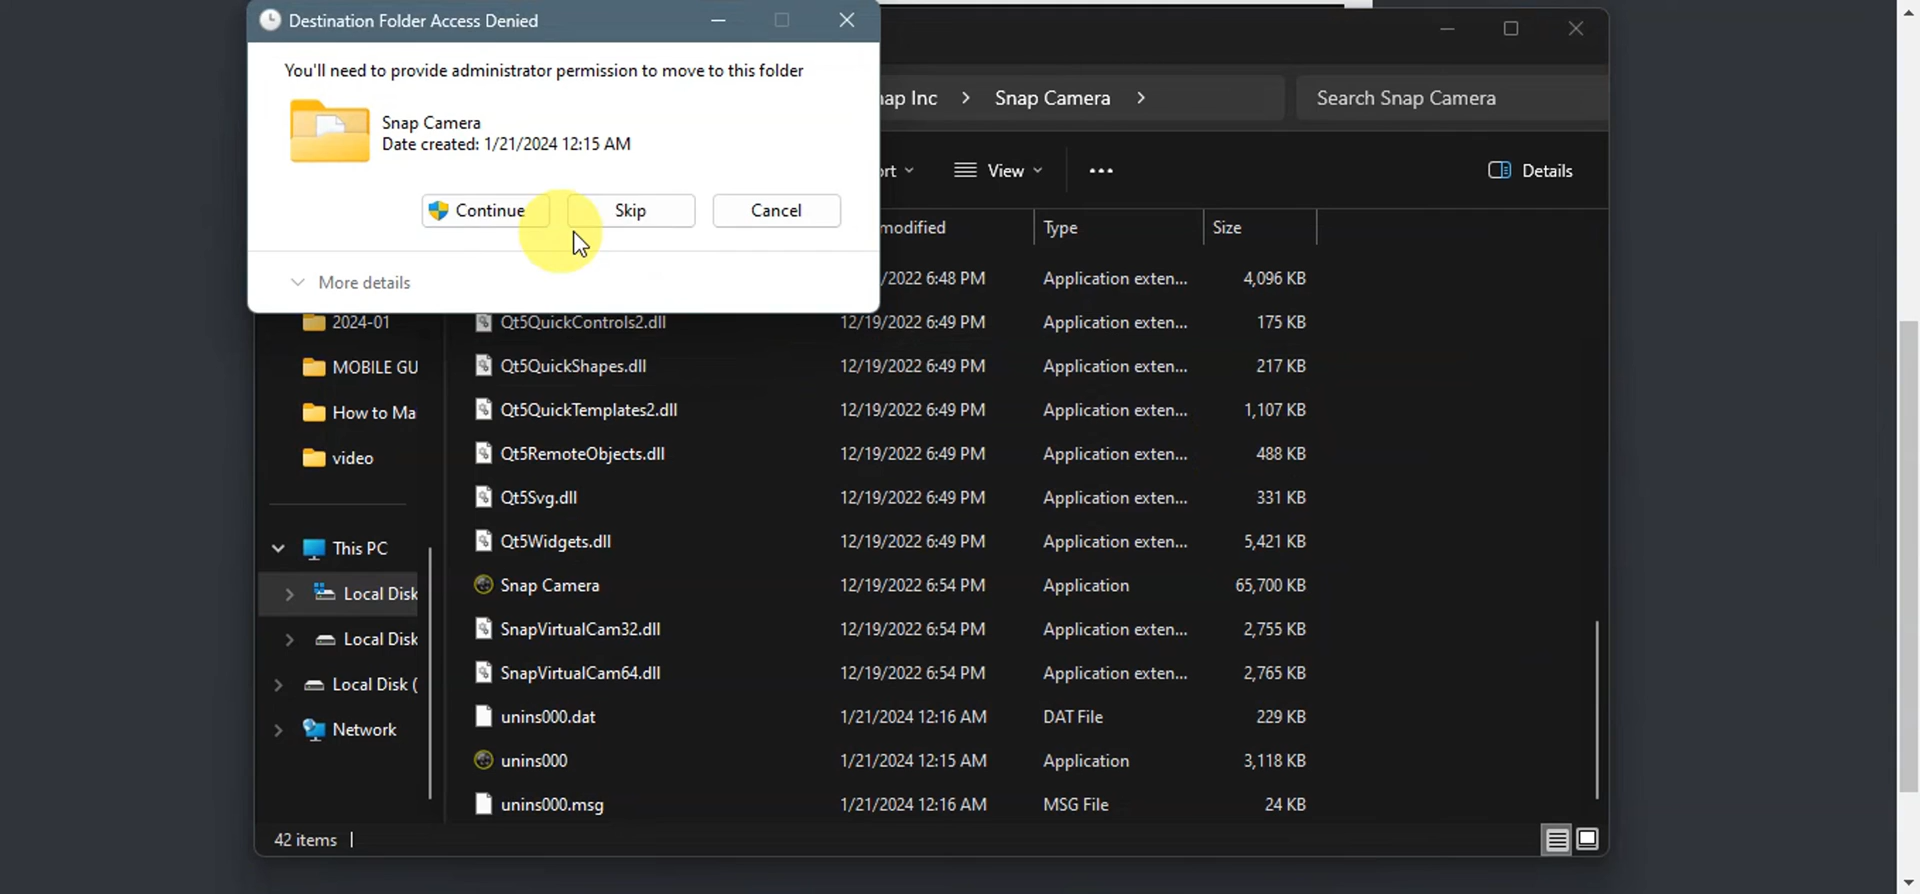 Destination Folder Access Denied
You'll need to provide administrator permission to move to this folder
Snap Camera
Date created: 1/21/2024 12:15 AM
Continue
Skip
Cancel
More details
Snap Camera
Search Snap Camera
View
Details
modified
Type
Size
/2022 6:48 PM Application exten... 4,096 KB
Qt5QuickControls2.dll 12/19/2022 6:49 PM Application exten... 175 KB
Qt5QuickShapes.dll 12/19/2022 6:49 PM Application exten... 217 KB
Qt5QuickTemplates2.dll 12/19/2022 6:49 PM Application exten... 1,107 KB
Qt5RemoteObjects.dll 12/19/2022 6:49 PM Application exten... 488 KB
Qt5Svg.dll 12/19/2022 6:49 PM Application exten... 331 KB
Qt5Widgets.dll 12/19/2022 6:49 PM Application exten... 5,421 KB
Snap Camera 12/19/2022 6:54 PM Application 65,700 KB
SnapVirtualCam32.dll 12/19/2022 6:54 PM Application exten... 2,755 KB
SnapVirtualCam64.dll 12/19/2022 6:54 PM Application exten... 2,765 KB
unins000.dat 1/21/2024 12:16 AM DAT File 229 KB
unins000 1/21/2024 12:15 AM Application 3,118 KB
unins000.msg 1/21/2024 12:16 AM MSG File 24 KB
2024-01
MOBILE GU
How to Ma
video
This PC
Local Disk
Local Disk
Local Disk (
Network
42 items